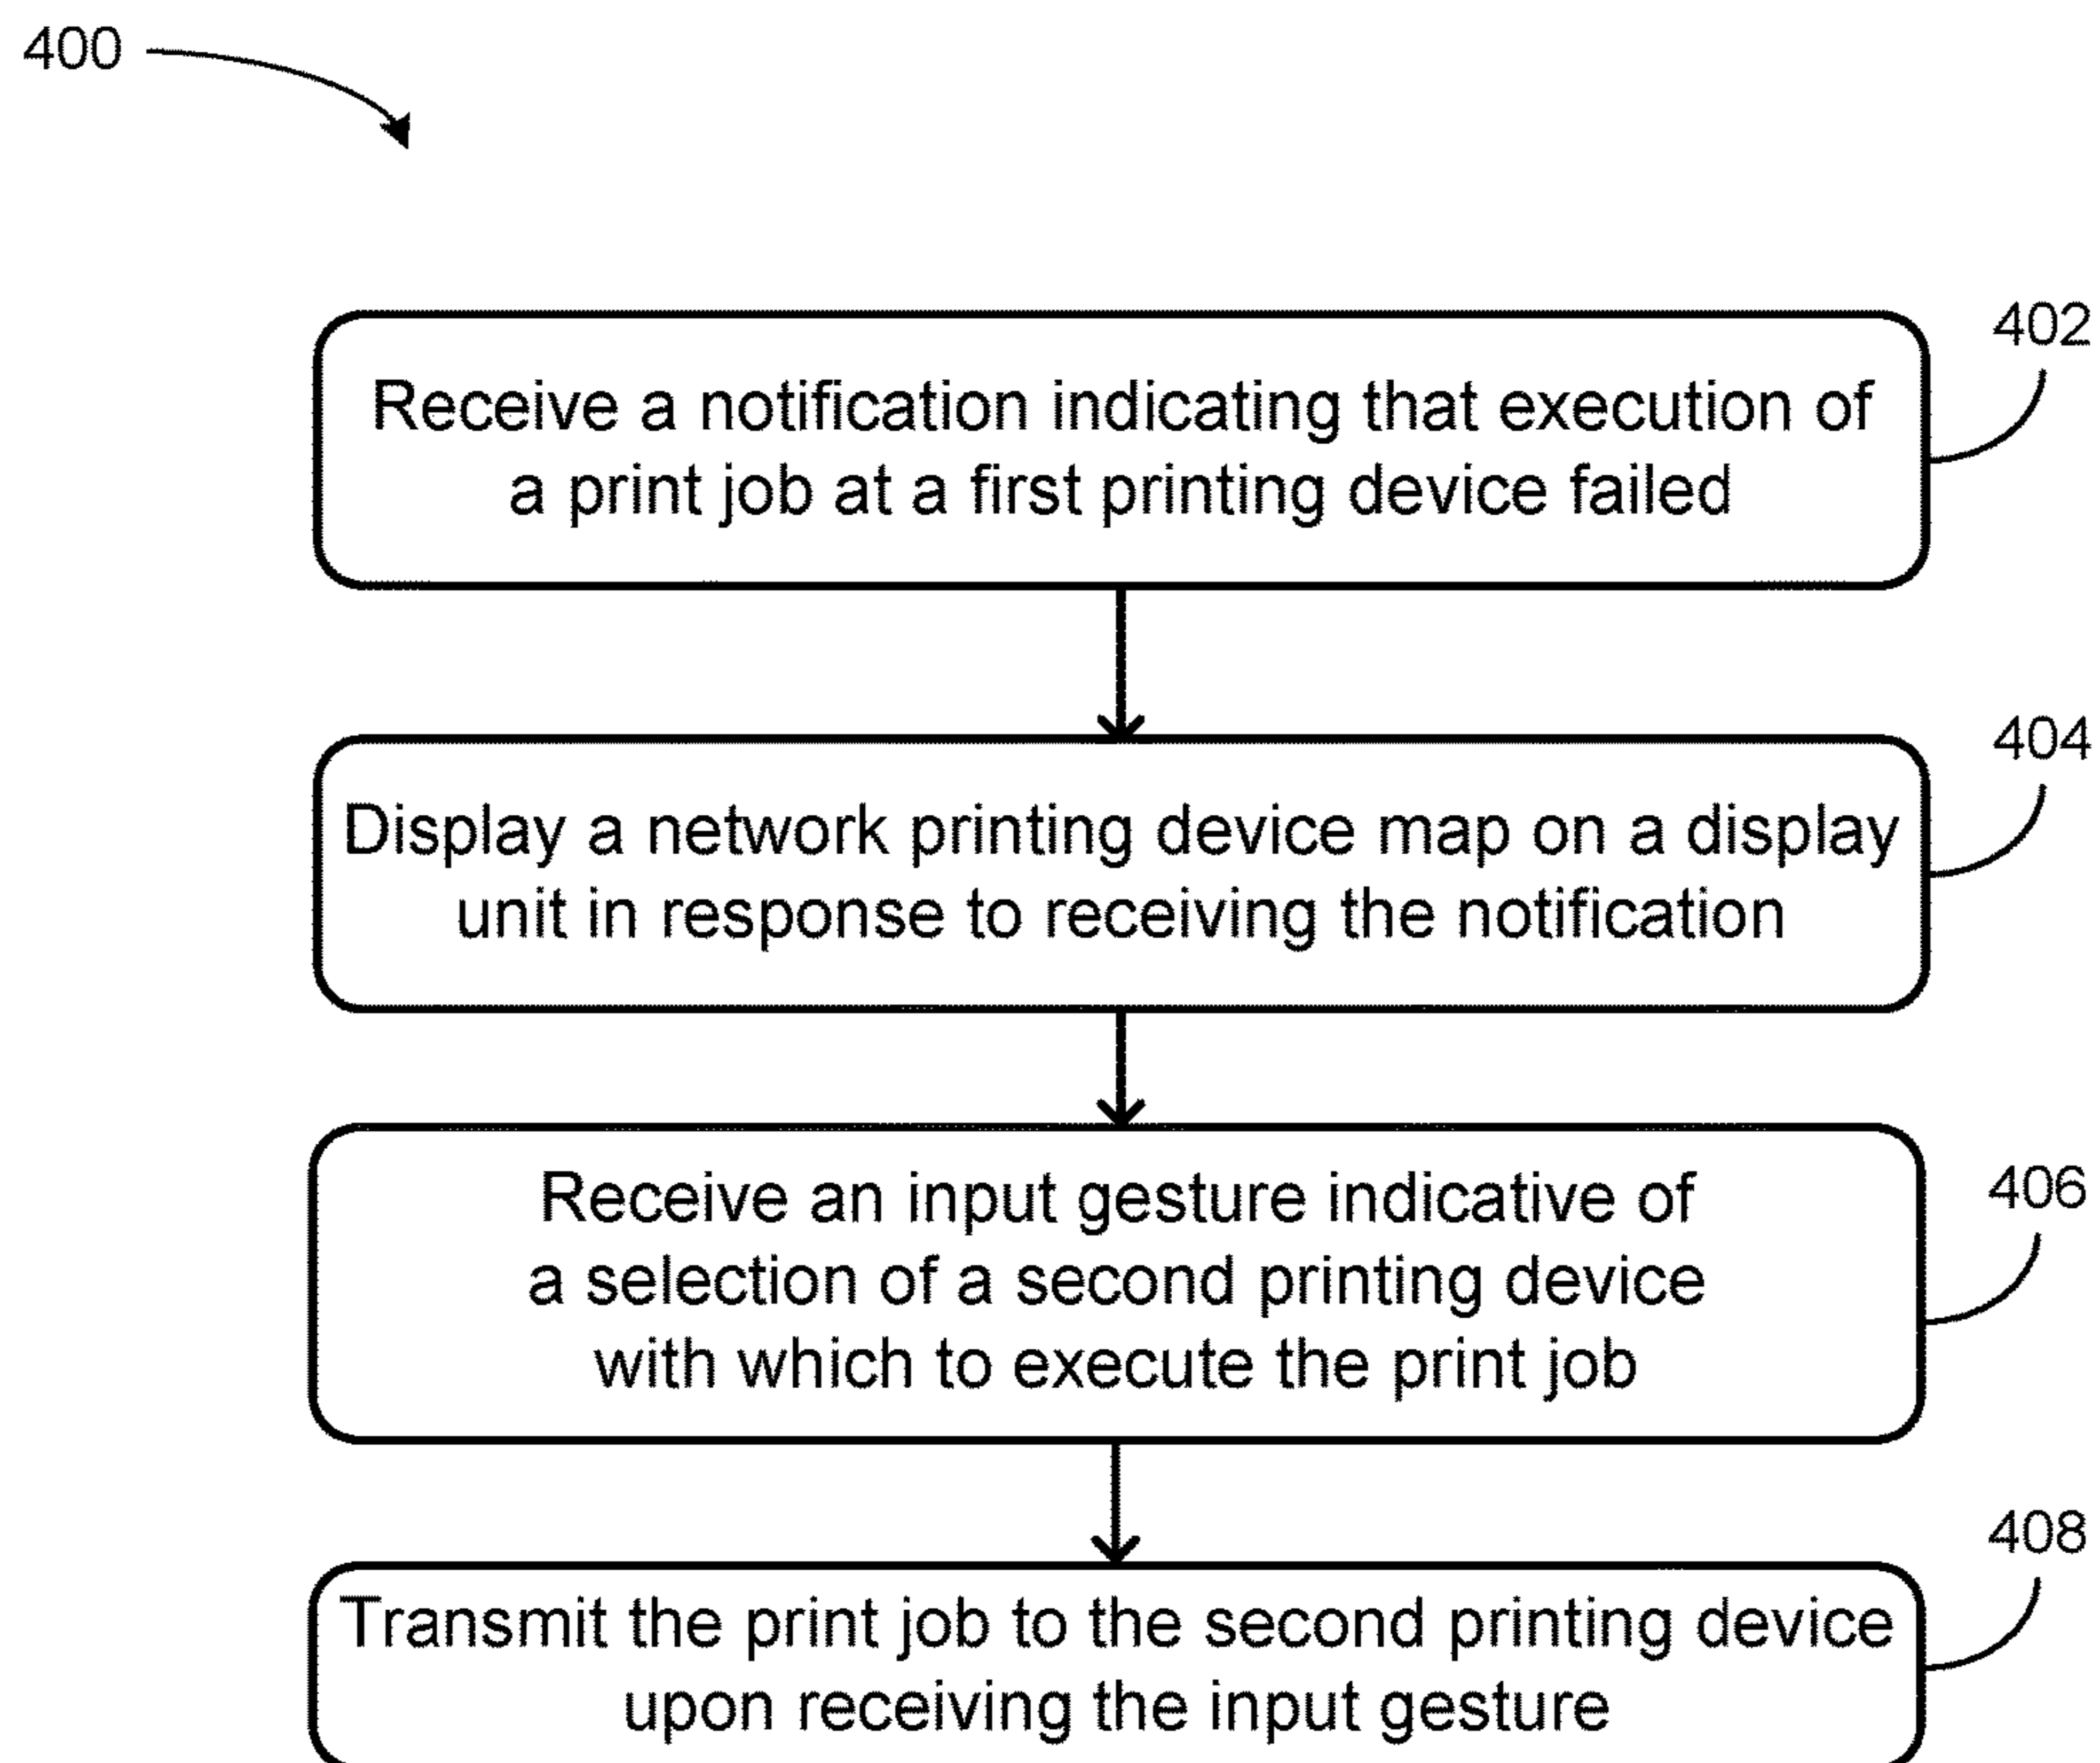 400
402
Receive a notification indicating that execution of
a print job at a first printing device failed
404
Display a network printing device map on a display
unit in response to receiving the notification
406
Receive an input gesture indicative of
a selection of a second printing device
with which to execute the print job
408
Transmit the print job to the second printing device
upon receiving the input gesture